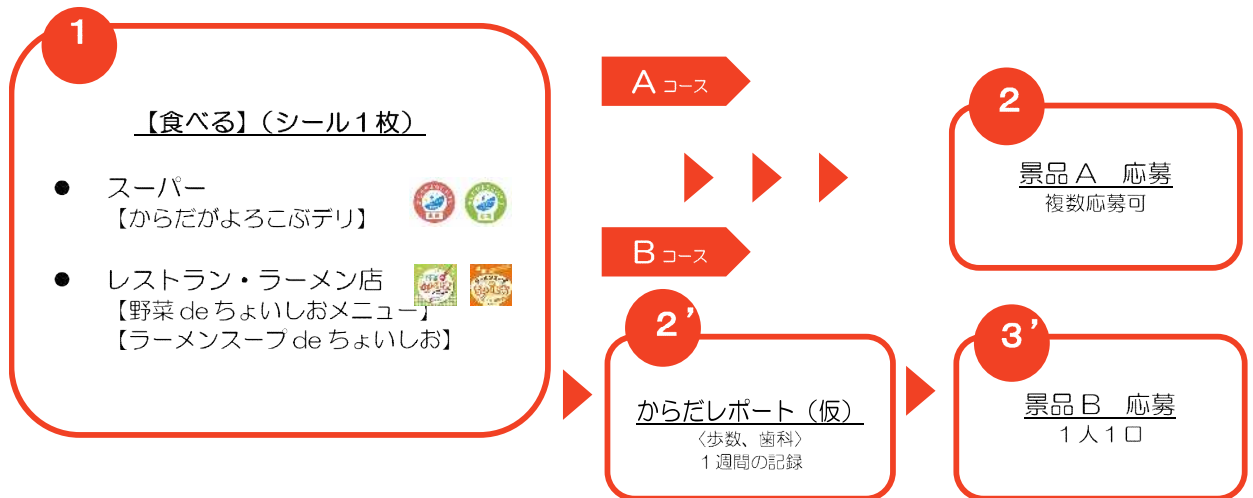 1
【食べる】(シール1枚)
● スーパー
【からだがよろこぶデリ】
● レストラン・ラーメン店
【野菜 de ちょいしおメニュー】
【ラーメンスープ de ちょいしお】
A コース
2
景品 A 応募
複数応募可
B コース
2’
からだレポート(仮)
〈歩数、歯科〉
1週間の記録
3’
景品 B 応募
1人1口